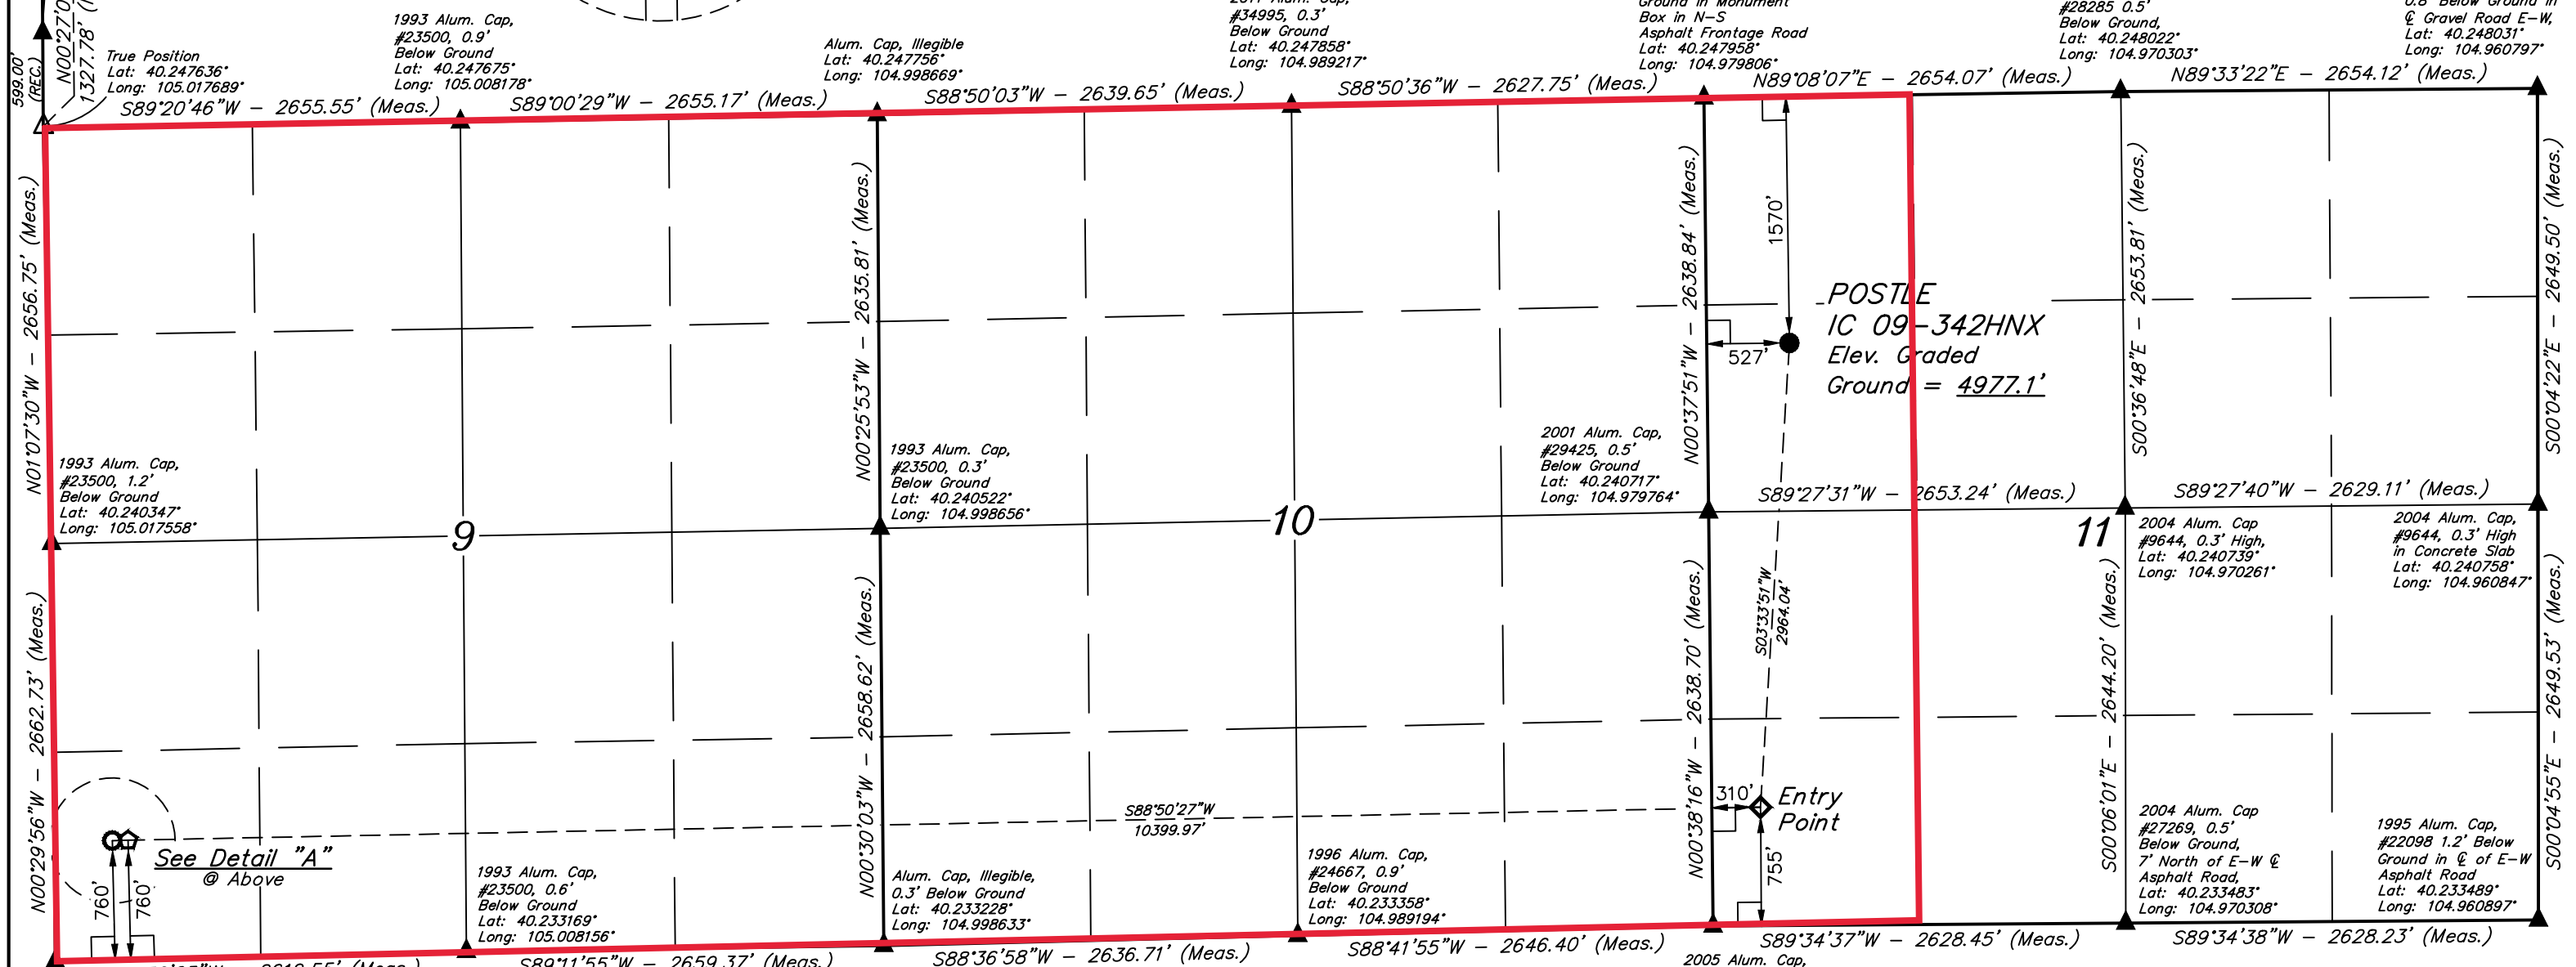 599.00'
(REC.)
1327.78'
True Position
Lat: 40.247636°
Long: 105.017689°
1993 Alum. Cap,
#23500, 0.9'
Below Ground
Lat: 40.247675°
Long: 105.008178°
Alum. Cap, Illegible
Lat: 40.247756°
Long: 104.998669°
#34995, 0.3'
Below Ground
Lat: 40.247858°
Long: 104.989217°
Ground in Monument
Box in N-S
Asphalt Frontage Road
Lat: 40.247958°
Long: 104.979806°
#28285 0.5'
Below Ground,
Lat: 40.248022°
Long: 104.970303°
0.8' Below Ground in
℄ Gravel Road E-W,
Lat: 40.248031°
Long: 104.960797°
S89°20'46"W - 2655.55' (Meas.)
S89°00'29"W - 2655.17' (Meas.)
S88°50'03"W - 2639.65' (Meas.)
S88°50'36"W - 2627.75' (Meas.)
N89°08'07"E - 2654.07' (Meas.)
N89°33'22"E - 2654.12' (Meas.)
N01°07'30"W - 2656.75' (Meas.)
N00°25'53"W - 2635.81' (Meas.)
N00°37'51"W - 2638.84' (Meas.)
1570'
S00°36'48"E - 2653.81' (Meas.)
S00°04'22"E - 2649.50' (Meas.)
POSTLE
IC 09-342HNX
Elev. Graded
Ground = 4977.1'
527'
1993 Alum. Cap,
#23500, 1.2'
Below Ground
Lat: 40.240347°
Long: 105.017558°
1993 Alum. Cap,
#23500, 0.3'
Below Ground
Lat: 40.240522°
Long: 104.998656°
2001 Alum. Cap,
#29425, 0.5'
Below Ground
Lat: 40.240717°
Long: 104.979764°
S89°27'31"W - 2653.24' (Meas.)
S89°27'40"W - 2629.11' (Meas.)
9
10
11
2004 Alum. Cap
#9644, 0.3' High,
Lat: 40.240739°
Long: 104.970261°
2004 Alum. Cap,
#9644, 0.3' High
in Concrete Slab
Lat: 40.240758°
Long: 104.960847°
N00°29'56"W - 2662.73' (Meas.)
N00°30'03"W - 2658.62' (Meas.)
N00°38'16"W - 2638.70' (Meas.)
S03°33'51"W
2964.04'
S00°06'01"E - 2644.20' (Meas.)
S00°04'55"E - 2649.53' (Meas.)
S88°50'27"W
10399.97'
310'
Entry
Point
755'
See Detail "A"
@ Above
760'
760'
1993 Alum. Cap,
#23500, 0.6'
Below Ground
Lat: 40.233169°
Long: 105.008156°
Alum. Cap, Illegible,
0.3' Below Ground
Lat: 40.233228°
Long: 104.998633°
1996 Alum. Cap,
#24667, 0.9'
Below Ground
Lat: 40.233358°
Long: 104.989194°
2004 Alum. Cap
#27269, 0.5'
Below Ground,
7' North of E-W ℄
Asphalt Road,
Lat: 40.233483°
Long: 104.970308°
1995 Alum. Cap,
#22098 1.2' Below
Ground in ℄ of E-W
Asphalt Road
Lat: 40.233489°
Long: 104.960897°
(Meas.)
S89°11'55"W - 2659.37' (Meas.)
S88°36'58"W - 2636.71' (Meas.)
S88°41'55"W - 2646.40' (Meas.)
S89°34'37"W - 2628.45' (Meas.)
S89°34'38"W - 2628.23' (Meas.)
2005 Alum. Cap,